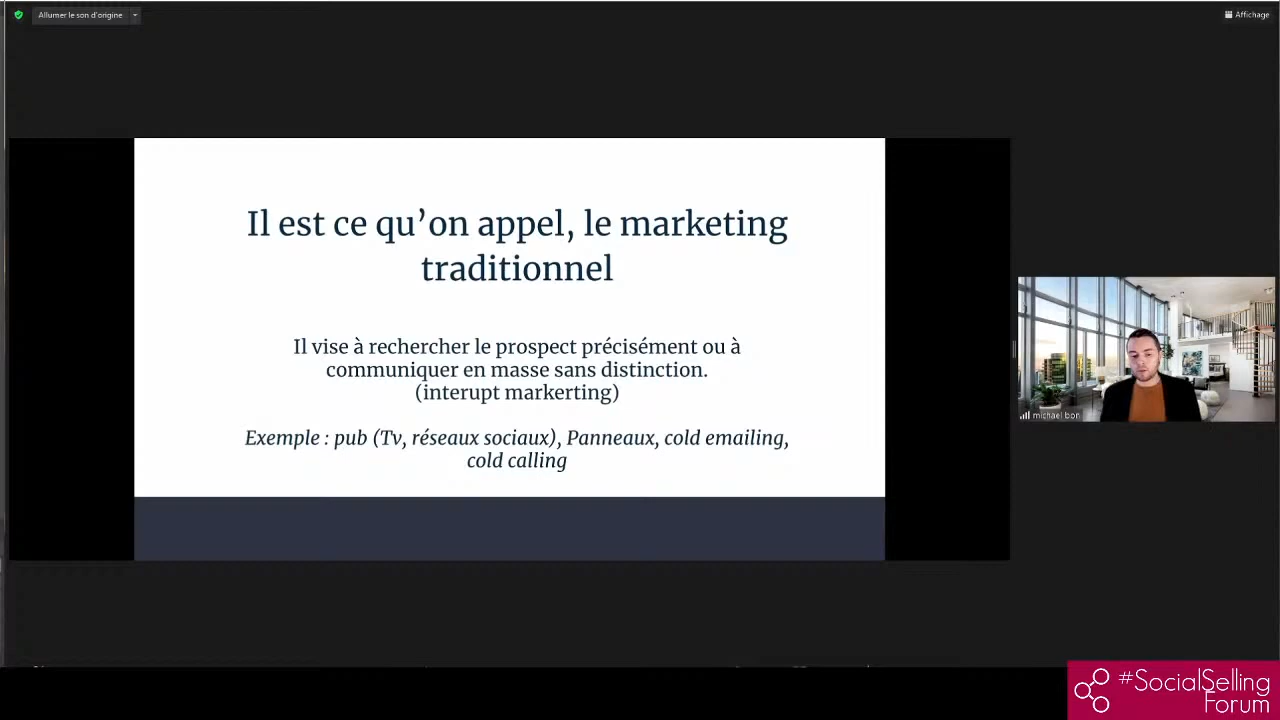 Allumer le son d'origine
Affichage
Il est ce qu’on appel, le marketing
traditionnel
Il vise à rechercher le prospect précisément ou à
communiquer en masse sans distinction.
(interupt markerting)
Exemple : pub (Tv, réseaux sociaux), Panneaux, cold emailing,
cold calling
michael bon
#SocialSelling
Forum